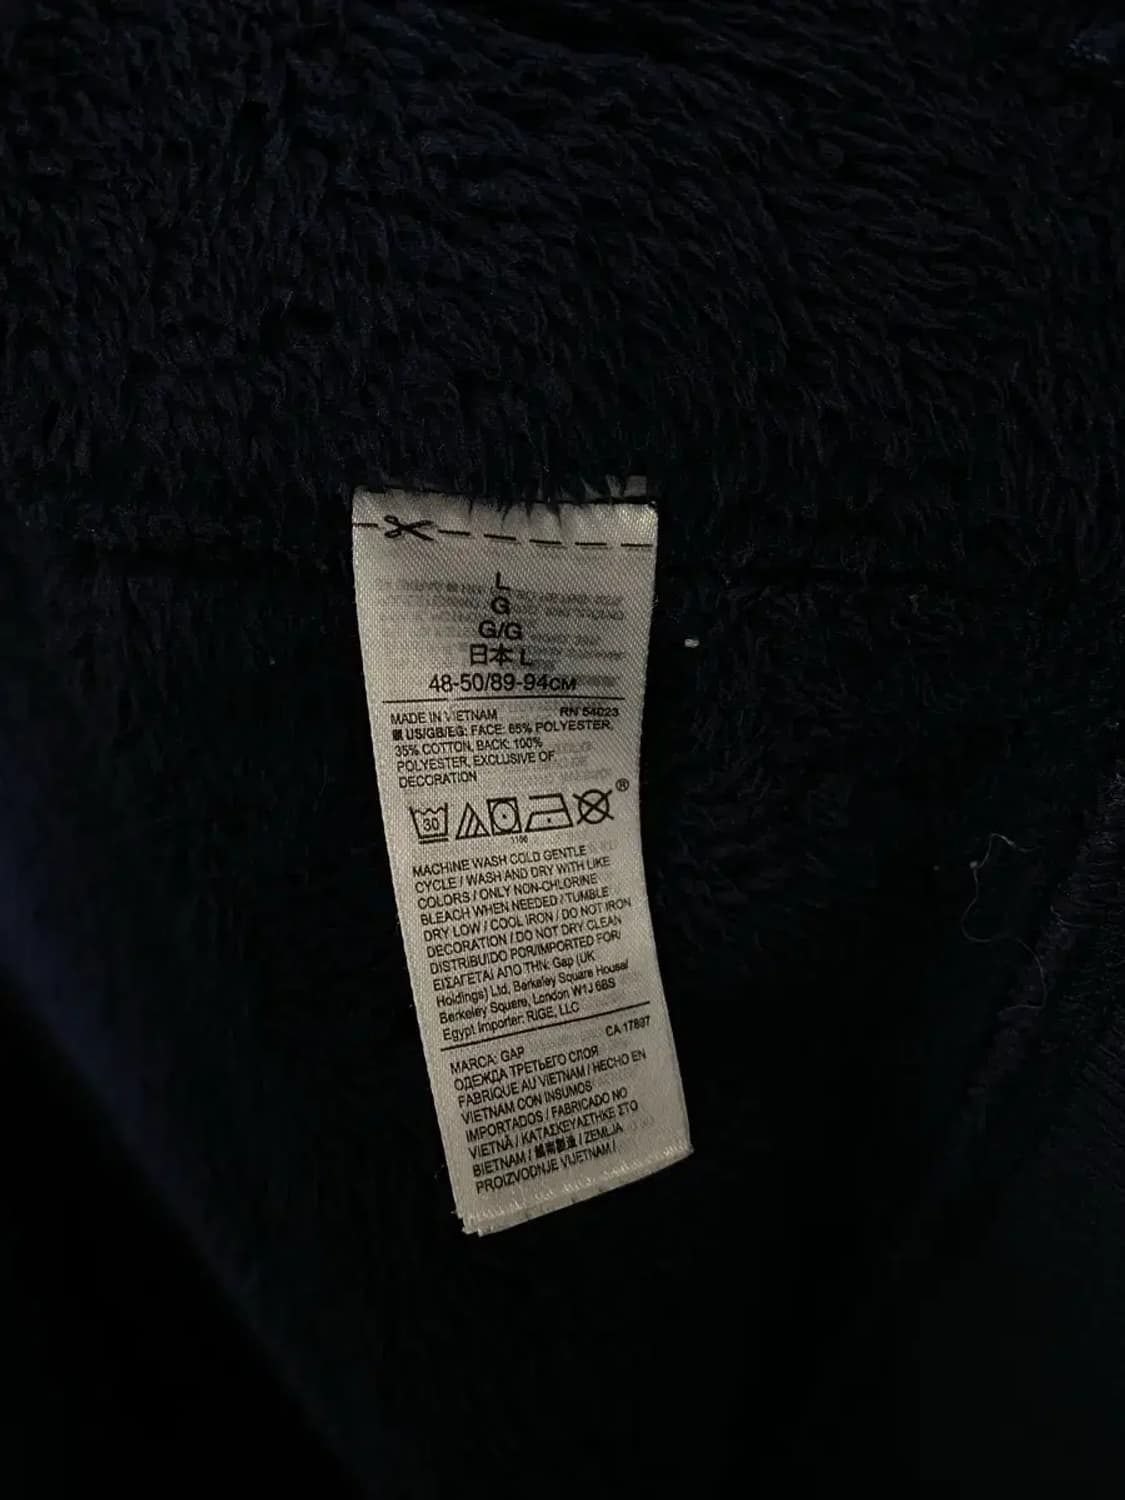 L
G
G/G
日本 L
48-50/89-94CM
MADE IN VIETNAM RN 54023
US/GB/EG: FACE: 65% POLYESTER,
35% COTTON, BACK: 100%
POLYESTER, EXCLUSIVE OF
DECORATION
30
®
1156
MACHINE WASH COLD GENTLE
CYCLE / WASH AND DRY WITH LIKE
COLORS / ONLY NON-CHLORINE
BLEACH WHEN NEEDED / TUMBLE
DRY LOW / COOL IRON / DO NOT IRON
DECORATION / DO NOT DRY CLEAN
DISTRIBUIDO POR/IMPORTED FOR/
ΕΙΣΑΓΕΤΑΙ ΑΠΟ ΤΗΝ: Gap (UK
Holdings) Ltd, Berkeley Square House/
Berkeley Square, London W1J 6BS
Egypt Importer: RIGE, LLC
CA 17897
MARCA: GAP
ОДЕЖДА ТРЕТЬЕГО СЛОЯ
FABRIQUE AU VIETNAM / HECHO EN
VIETNAM CON INSUMOS
IMPORTADOS / FABRICADO NO
VIETNÃ / ΚΑΤΑΣΚΕΥΑΣΤΗΚΕ ΣΤΟ
ΒΙΕΤΝΑΜ / 越南製造 / ZEMLJA
PROIZVODNJE VIJETNAM /